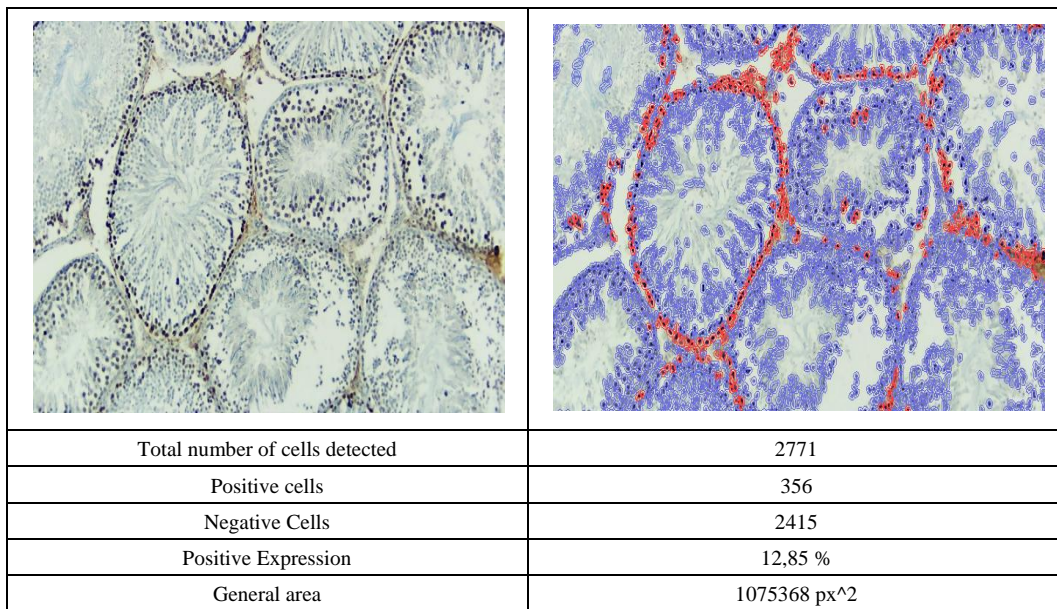 Total number of cells detected 2771
Positive cells 356
Negative Cells 2415
Positive Expression 12,85 %
General area 1075368 px^2